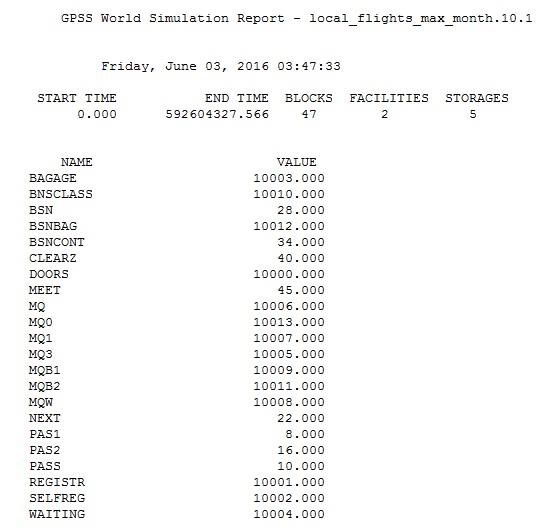 GPSS World Simulation Report - local_flights_max_month.10.1
Friday, June 03, 2016 03:47:33
START TIME END TIME BLOCKS FACILITIES STORAGES
0.000 592604327.566 47 2 5
NAME VALUE
BAGAGE 10003.000
BNSCLASS 10010.000
BSN 28.000
BSNBAG 10012.000
BSNCONT 34.000
CLEARZ 40.000
DOORS 10000.000
MEET 45.000
MQ 10006.000
MQ0 10013.000
MQ1 10007.000
MQ3 10005.000
MQB1 10009.000
MQB2 10011.000
MQW 10008.000
NEXT 22.000
PAS1 8.000
PAS2 16.000
PASS 10.000
REGISTR 10001.000
SELFREG 10002.000
WAITING 10004.000